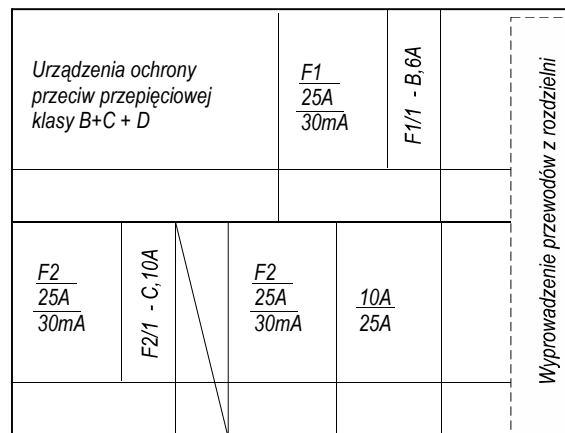 Urządzenia ochrony
przeciw przepięciowej
klasy B+C + D
F1
25A
30mA
F1/1 - B,6A
Wyprowadzenie przewodów z rozdzielni
F2
25A
30mA
F2/1 - C,10A
F2
25A
30mA
10A
25A